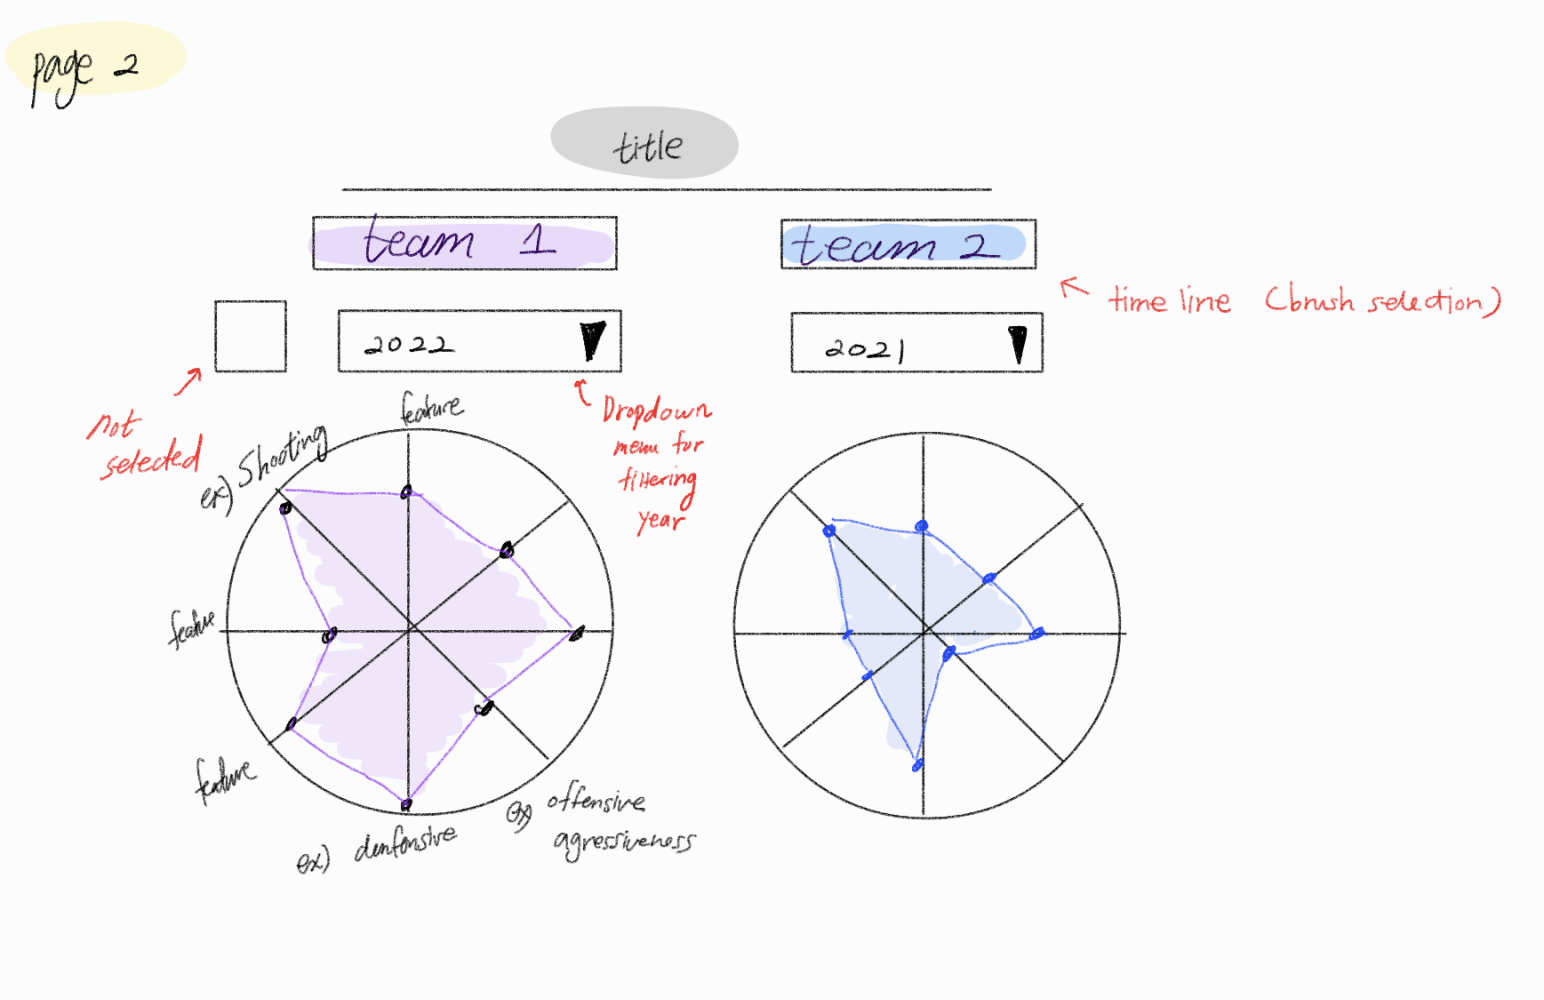 page 2
title
team 1
team 2
time line (brush selection)
2022
2021
not
selected
Dropdown
menu for
filtering
year
feature
ex) Shooting
feature
feature
ex) offensive
agressiveness
ex) denfonsive